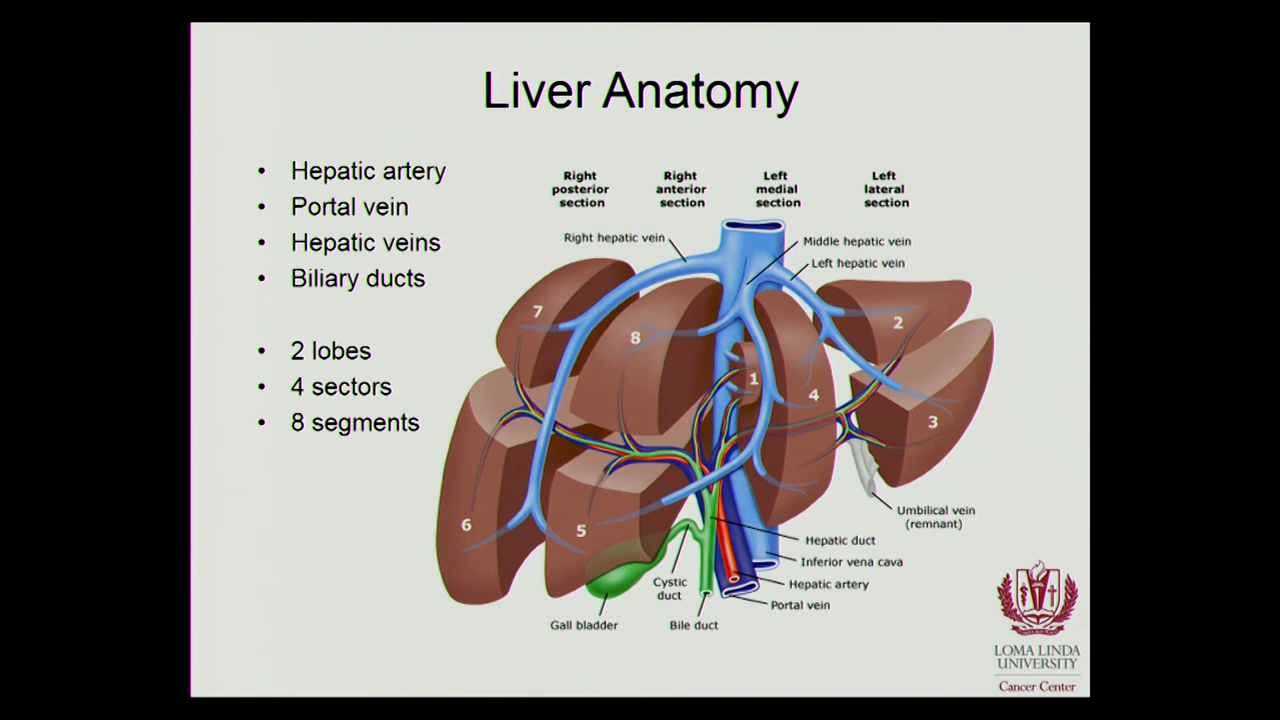 Liver Anatomy
• Hepatic artery
• Portal vein
• Hepatic veins
• Biliary ducts
• 2 lobes
• 4 sectors
• 8 segments
Right
posterior
section
Right
anterior
section
Left
medial
section
Left
lateral
section
Right hepatic vein
Middle hepatic vein
Left hepatic vein
7
8
2
1
4
3
6
5
Umbilical vein
(remnant)
Hepatic duct
Inferior vena cava
Hepatic artery
Portal vein
Cystic
duct
Gall bladder
Bile duct
LOMA LINDA
UNIVERSITY
Cancer Center